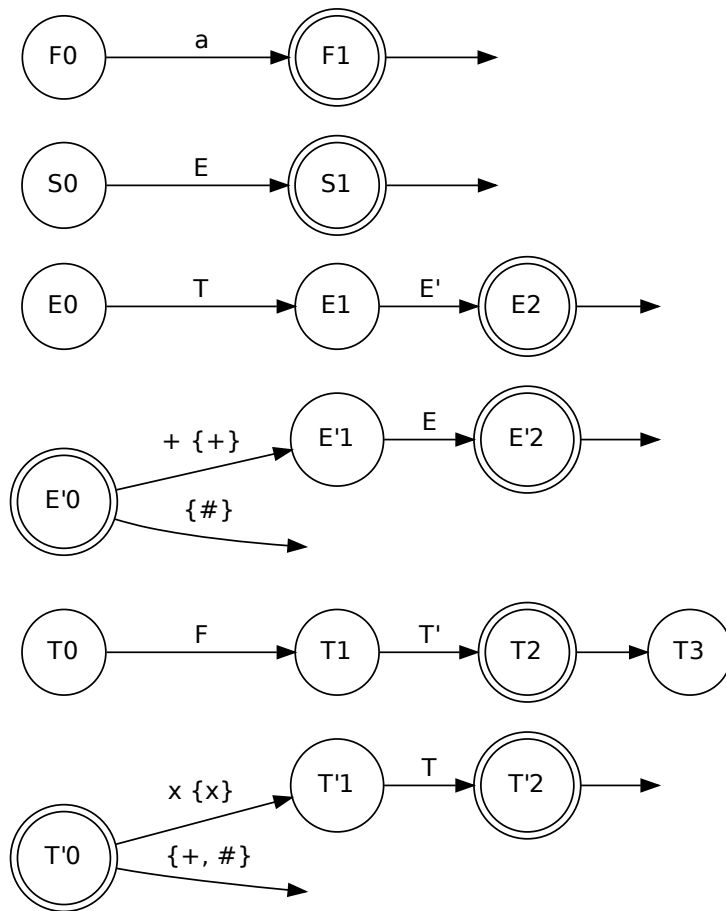 F0 a F1
S0 E S1
E0 T E1 E' E2
+ {+} E'1 E E'2
E'0 {#}
T0 F T1 T' T2 T3
x {x} T'1 T T'2
T'0 {+, #}